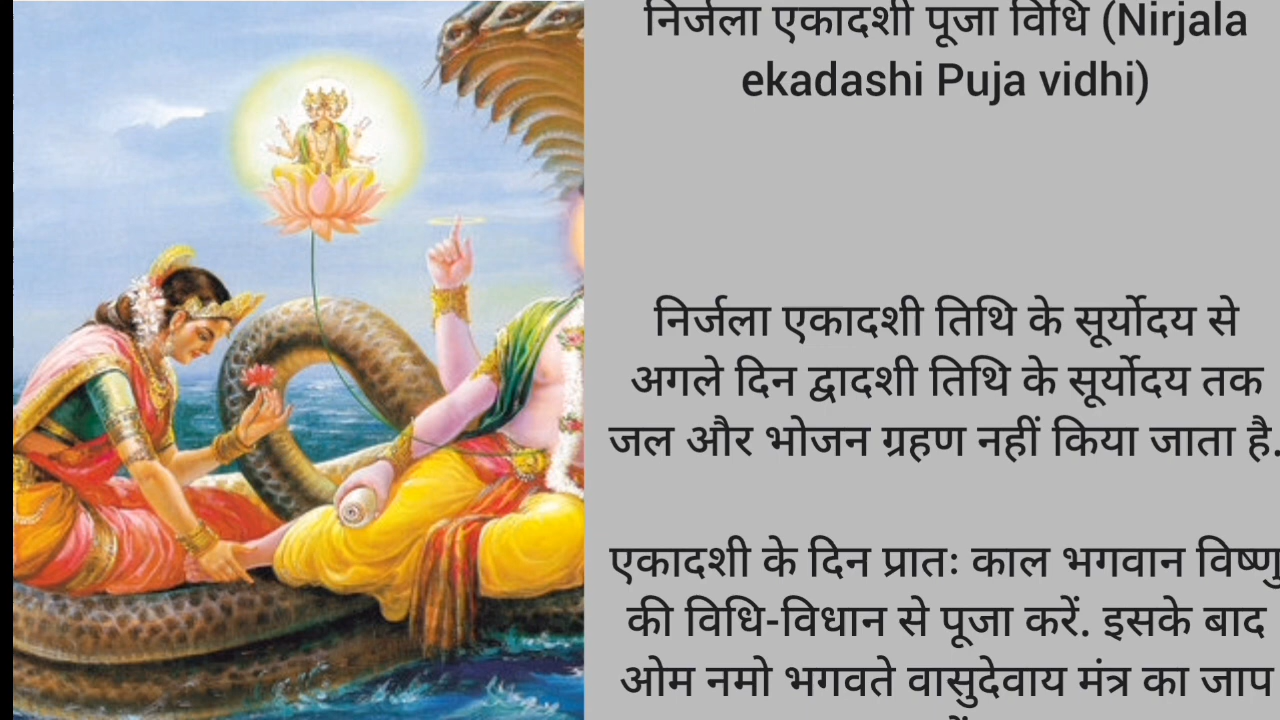 निर्जला एकादशी पूजा विधि (Nirjala
ekadashi Puja vidhi)
निर्जला एकादशी तिथि के सूर्योदय से
अगले दिन द्वादशी तिथि के सूर्योदय तक
जल और भोजन ग्रहण नहीं किया जाता है.
एकादशी के दिन प्रातः काल भगवान विष्णु
की विधि-विधान से पूजा करें. इसके बाद
ओम नमो भगवते वासुदेवाय मंत्र का जाप